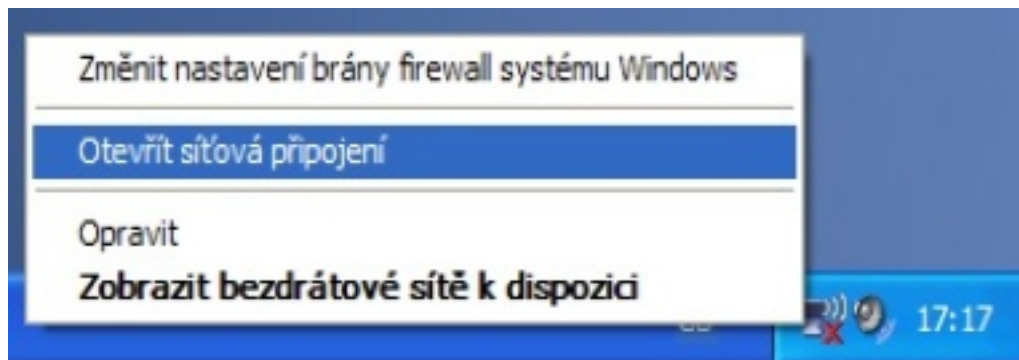 Změnit nastavení brány firewall systému Windows
Otevřít síťová připojení
Opravit
Zobrazit bezdrátové sítě k dispozici
17:17